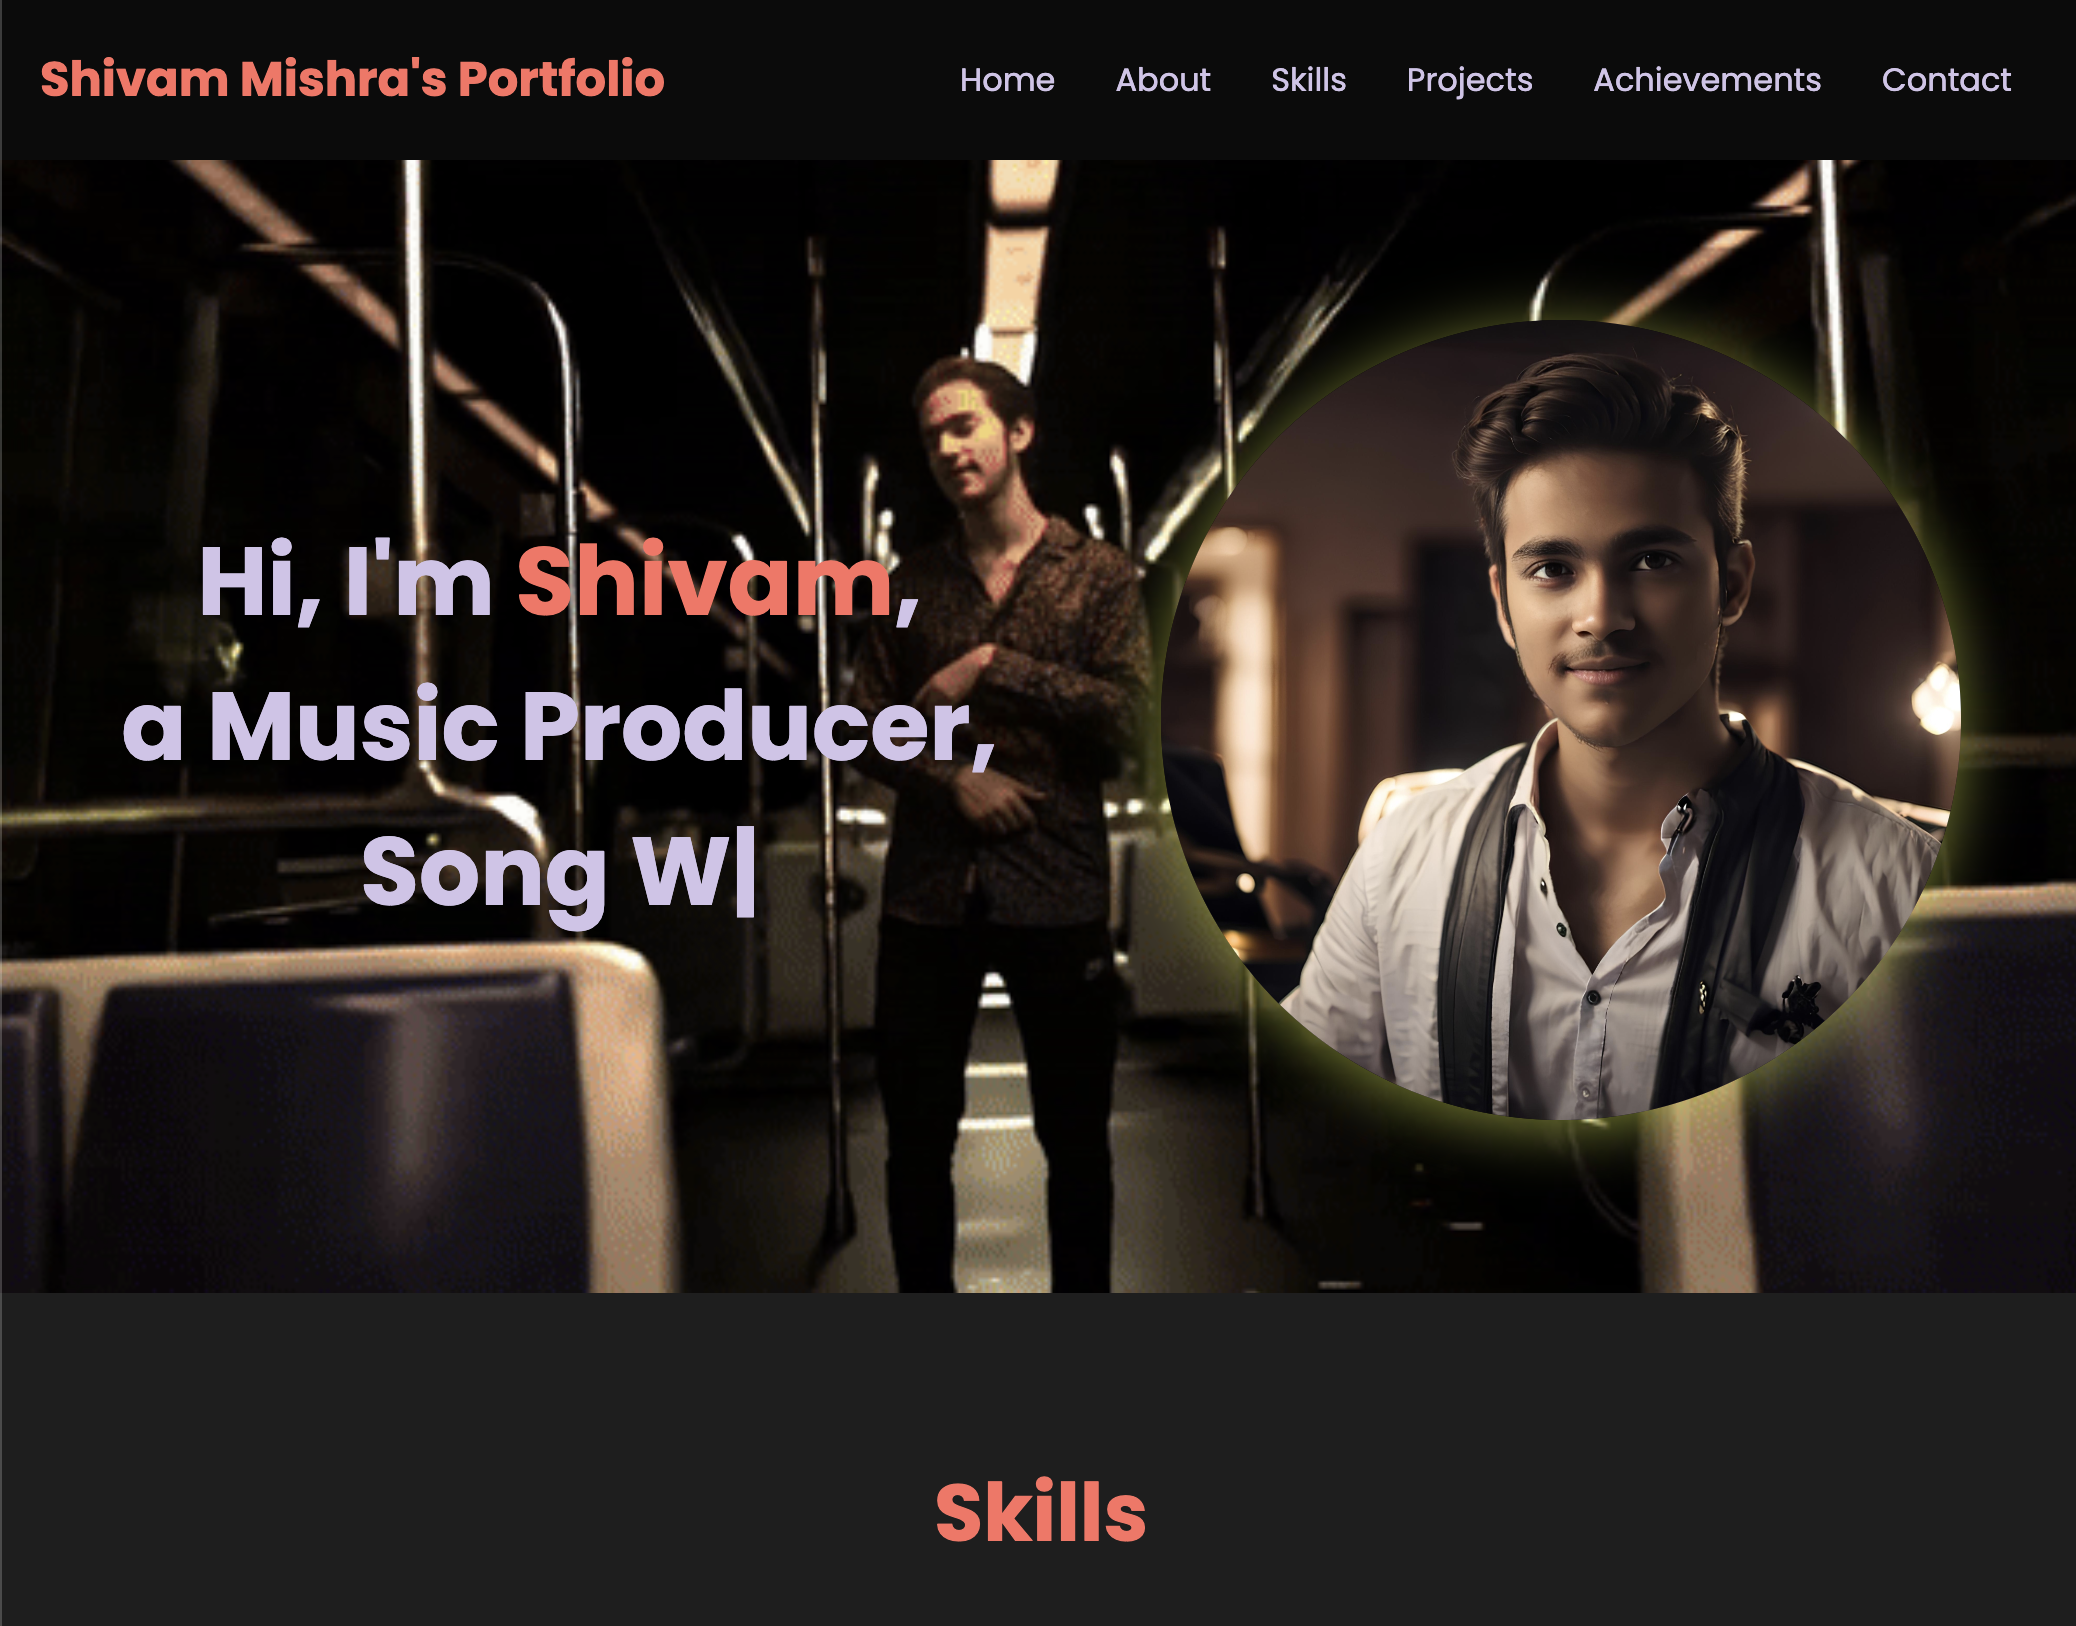 Shivam Mishra's Portfolio
Home About Skills Projects Achievements Contact
Hi, I'm Shivam,
a Music Producer,
Song W|
Skills